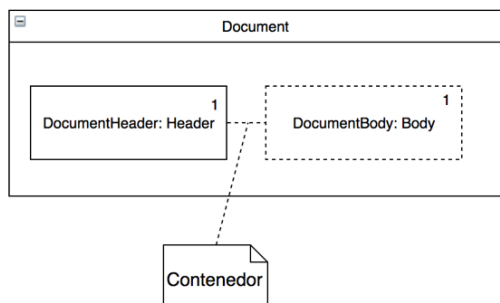 Document
1
DocumentHeader: Header
1
DocumentBody: Body
Contenedor